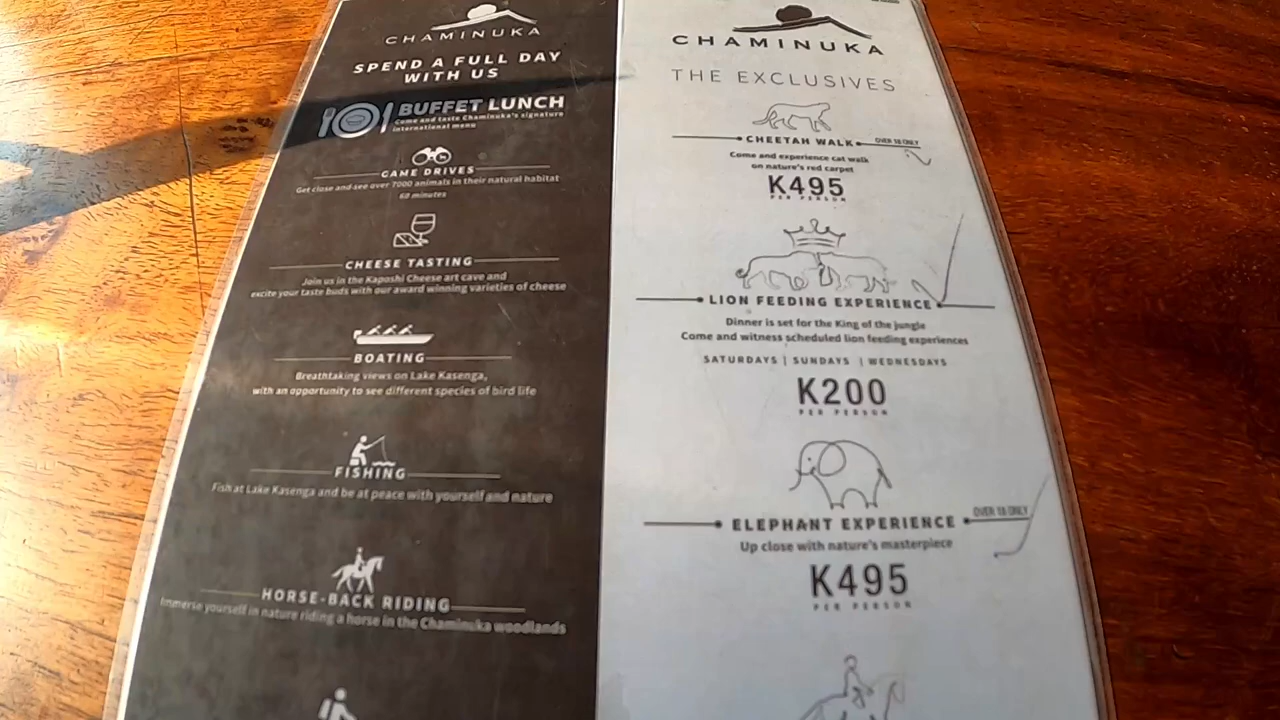 CHAMINUKA
SPEND A FULL DAY
WITH US
BUFFET LUNCH
Come and taste Chaminuka's signature
international menu
GAME DRIVES
Get close and see over 7000 animals in their natural habitat
60 minutes
CHEESE TASTING
Join us in the Kaposhi Cheese art cave and
excite your taste buds with our award winning varieties of cheese
BOATING
Breathtaking views on Lake Kasenga,
with an opportunity to see different species of bird life
FISHING
Fish at Lake Kasenga and be at peace with yourself and nature
HORSE-BACK RIDING
Immerse yourself in nature riding a horse in the Chaminuka woodlands
CHAMINUKA
THE EXCLUSIVES
CHEETAH WALK OVER 18 ONLY
Come and experience cat walk
on nature's red carpet
K495
PER PERSON
LION FEEDING EXPERIENCE
Dinner is set for the King of the jungle
Come and witness scheduled lion feeding experiences
SATURDAYS | SUNDAYS | WEDNESDAYS
K200
PER PERSON
ELEPHANT EXPERIENCE OVER 18 ONLY
Up close with nature's masterpiece
K495
PER PERSON